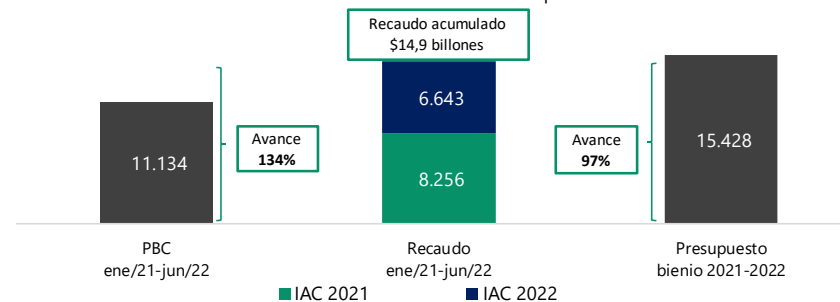 Recaudo acumulado
$14,9 billones
6.643
8.256
11.134
Avance
134%
Avance
97%
15.428
PBC
ene/21-jun/22
Recaudo
ene/21-jun/22
Presupuesto
bienio 2021-2022
IAC 2021
IAC 2022